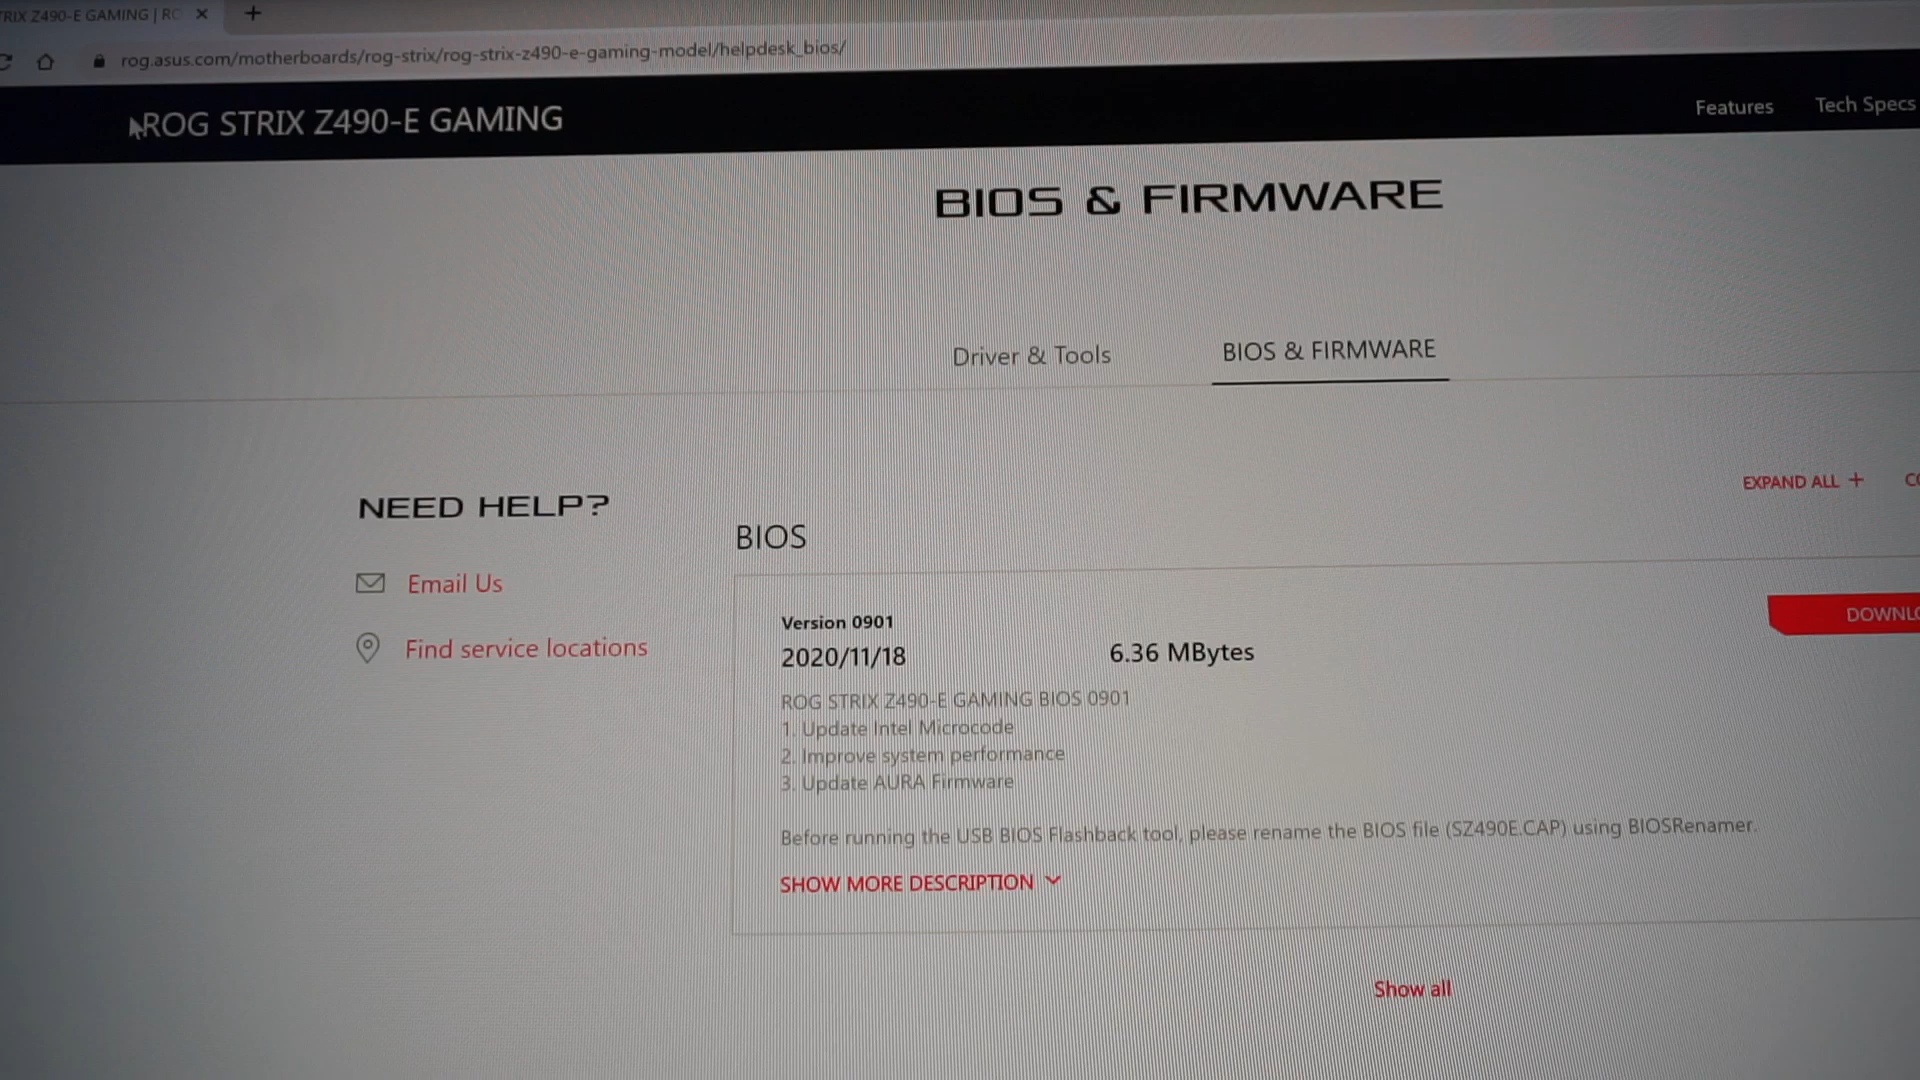 TRIX Z490-E GAMING | RO
rog.asus.com/motherboards/rog-strix/rog-strix-z490-e-gaming-model/helpdesk_bios/
ROG STRIX Z490-E GAMING
Features
Tech Specs
BIOS & FIRMWARE
Driver & Tools
BIOS & FIRMWARE
EXPAND ALL +
CO
NEED HELP?
Email Us
Find service locations
BIOS
Version 0901
2020/11/18
6.36 MBytes
DOWNLO
ROG STRIX Z490-E GAMING BIOS 0901
1. Update Intel Microcode
2. Improve system performance
3. Update AURA Firmware
Before running the USB BIOS Flashback tool, please rename the BIOS file (SZ490E.CAP) using BIOSRenamer.
SHOW MORE DESCRIPTION
Show all